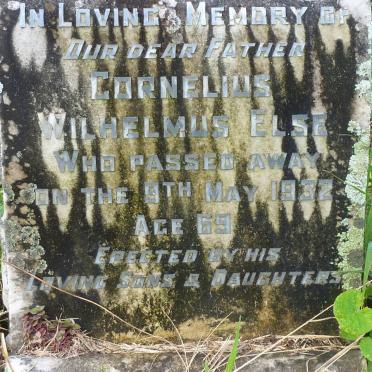 In Loving Memory of
Our dear Father
Cornelius
Wilhelmus Else
Who passed away
on the 9th May 1932
Age 69
Erected by his
Loving Sons & Daughters